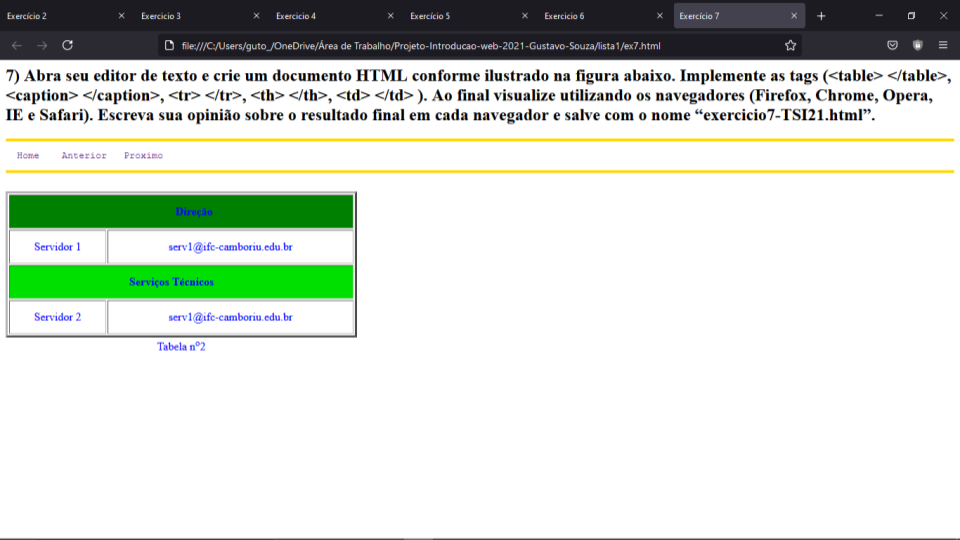 Exercício 2
Exercicio 3
Exercicio 4
Exercício 5
Exercicio 6
Exercício 7
file:///C:/Users/guto_/OneDrive/Área de Trabalho/Projeto-Introducao-web-2021-Gustavo-Souza/lista1/ex7.html
7) Abra seu editor de texto e crie um documento HTML conforme ilustrado na figura abaixo. Implemente as tags (<table> </table>,
<caption> </caption>, <tr> </tr>, <th> </th>, <td> </td> ). Ao final visualize utilizando os navegadores (Firefox, Chrome, Opera,
IE e Safari). Escreva sua opinião sobre o resultado final em cada navegador e salve com o nome “exercicio7-TSI21.html”.
Home Anterior Proximo
Direção
Servidor 1 serv1@ifc-camboriu.edu.br
Serviços Técnicos
Servidor 2 serv1@ifc-camboriu.edu.br
Tabela nº2